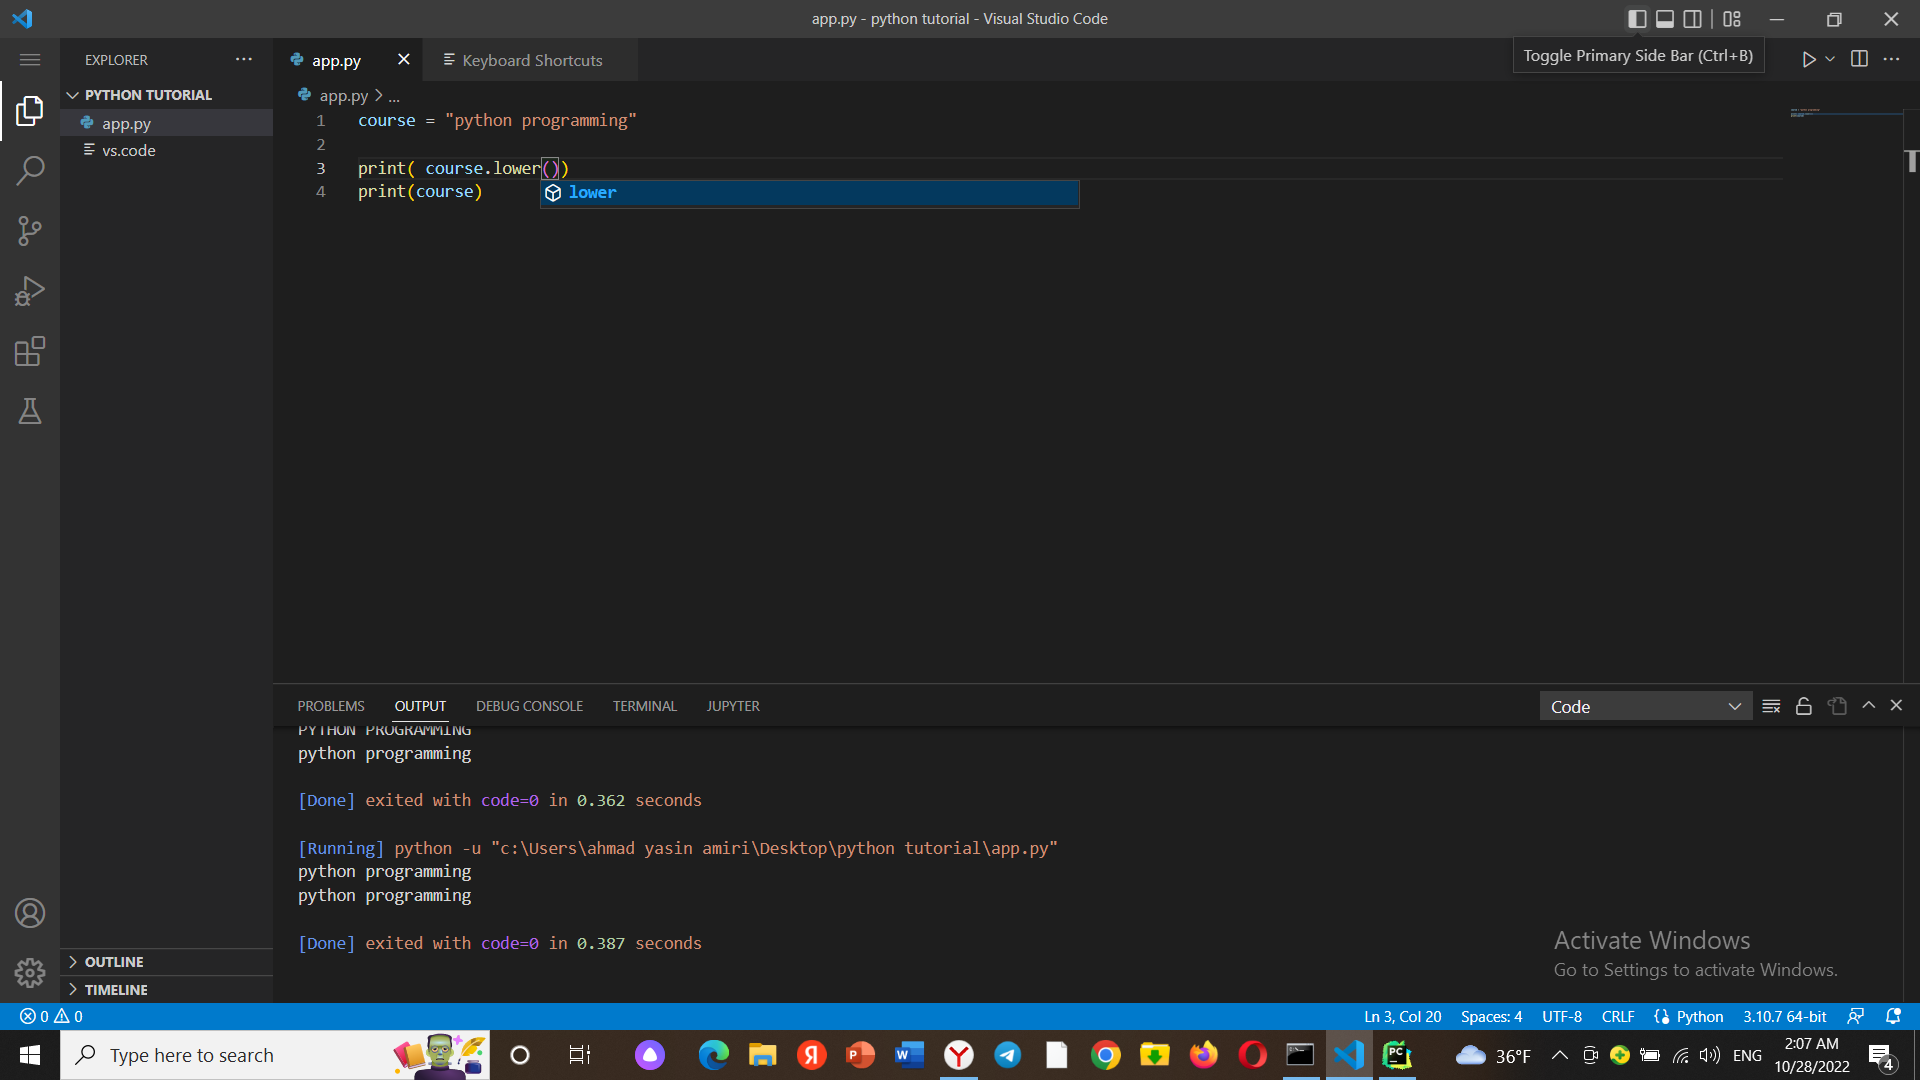 app.py - python tutorial - Visual Studio Code
EXPLORER
app.py
Keyboard Shortcuts
Toggle Primary Side Bar (Ctrl+B)
PYTHON TUTORIAL
app.py
vs.code
app.py > ...
1 course = "python programming"
2
3 print( course.lower())
4 print(course)
lower
PROBLEMS OUTPUT DEBUG CONSOLE TERMINAL JUPYTER
Code
PYTHON PROGRAMMING
python programming
[Done] exited with code=0 in 0.362 seconds
[Running] python -u "c:\Users\ahmad yasin amiri\Desktop\python tutorial\app.py"
python programming
python programming
[Done] exited with code=0 in 0.387 seconds
OUTLINE
TIMELINE
Activate Windows
Go to Settings to activate Windows.
0 0
Ln 3, Col 20 Spaces: 4 UTF-8 CRLF Python 3.10.7 64-bit
Type here to search
Я
P
W
Y
PC
36°F
ENG
2:07 AM
10/28/2022
4